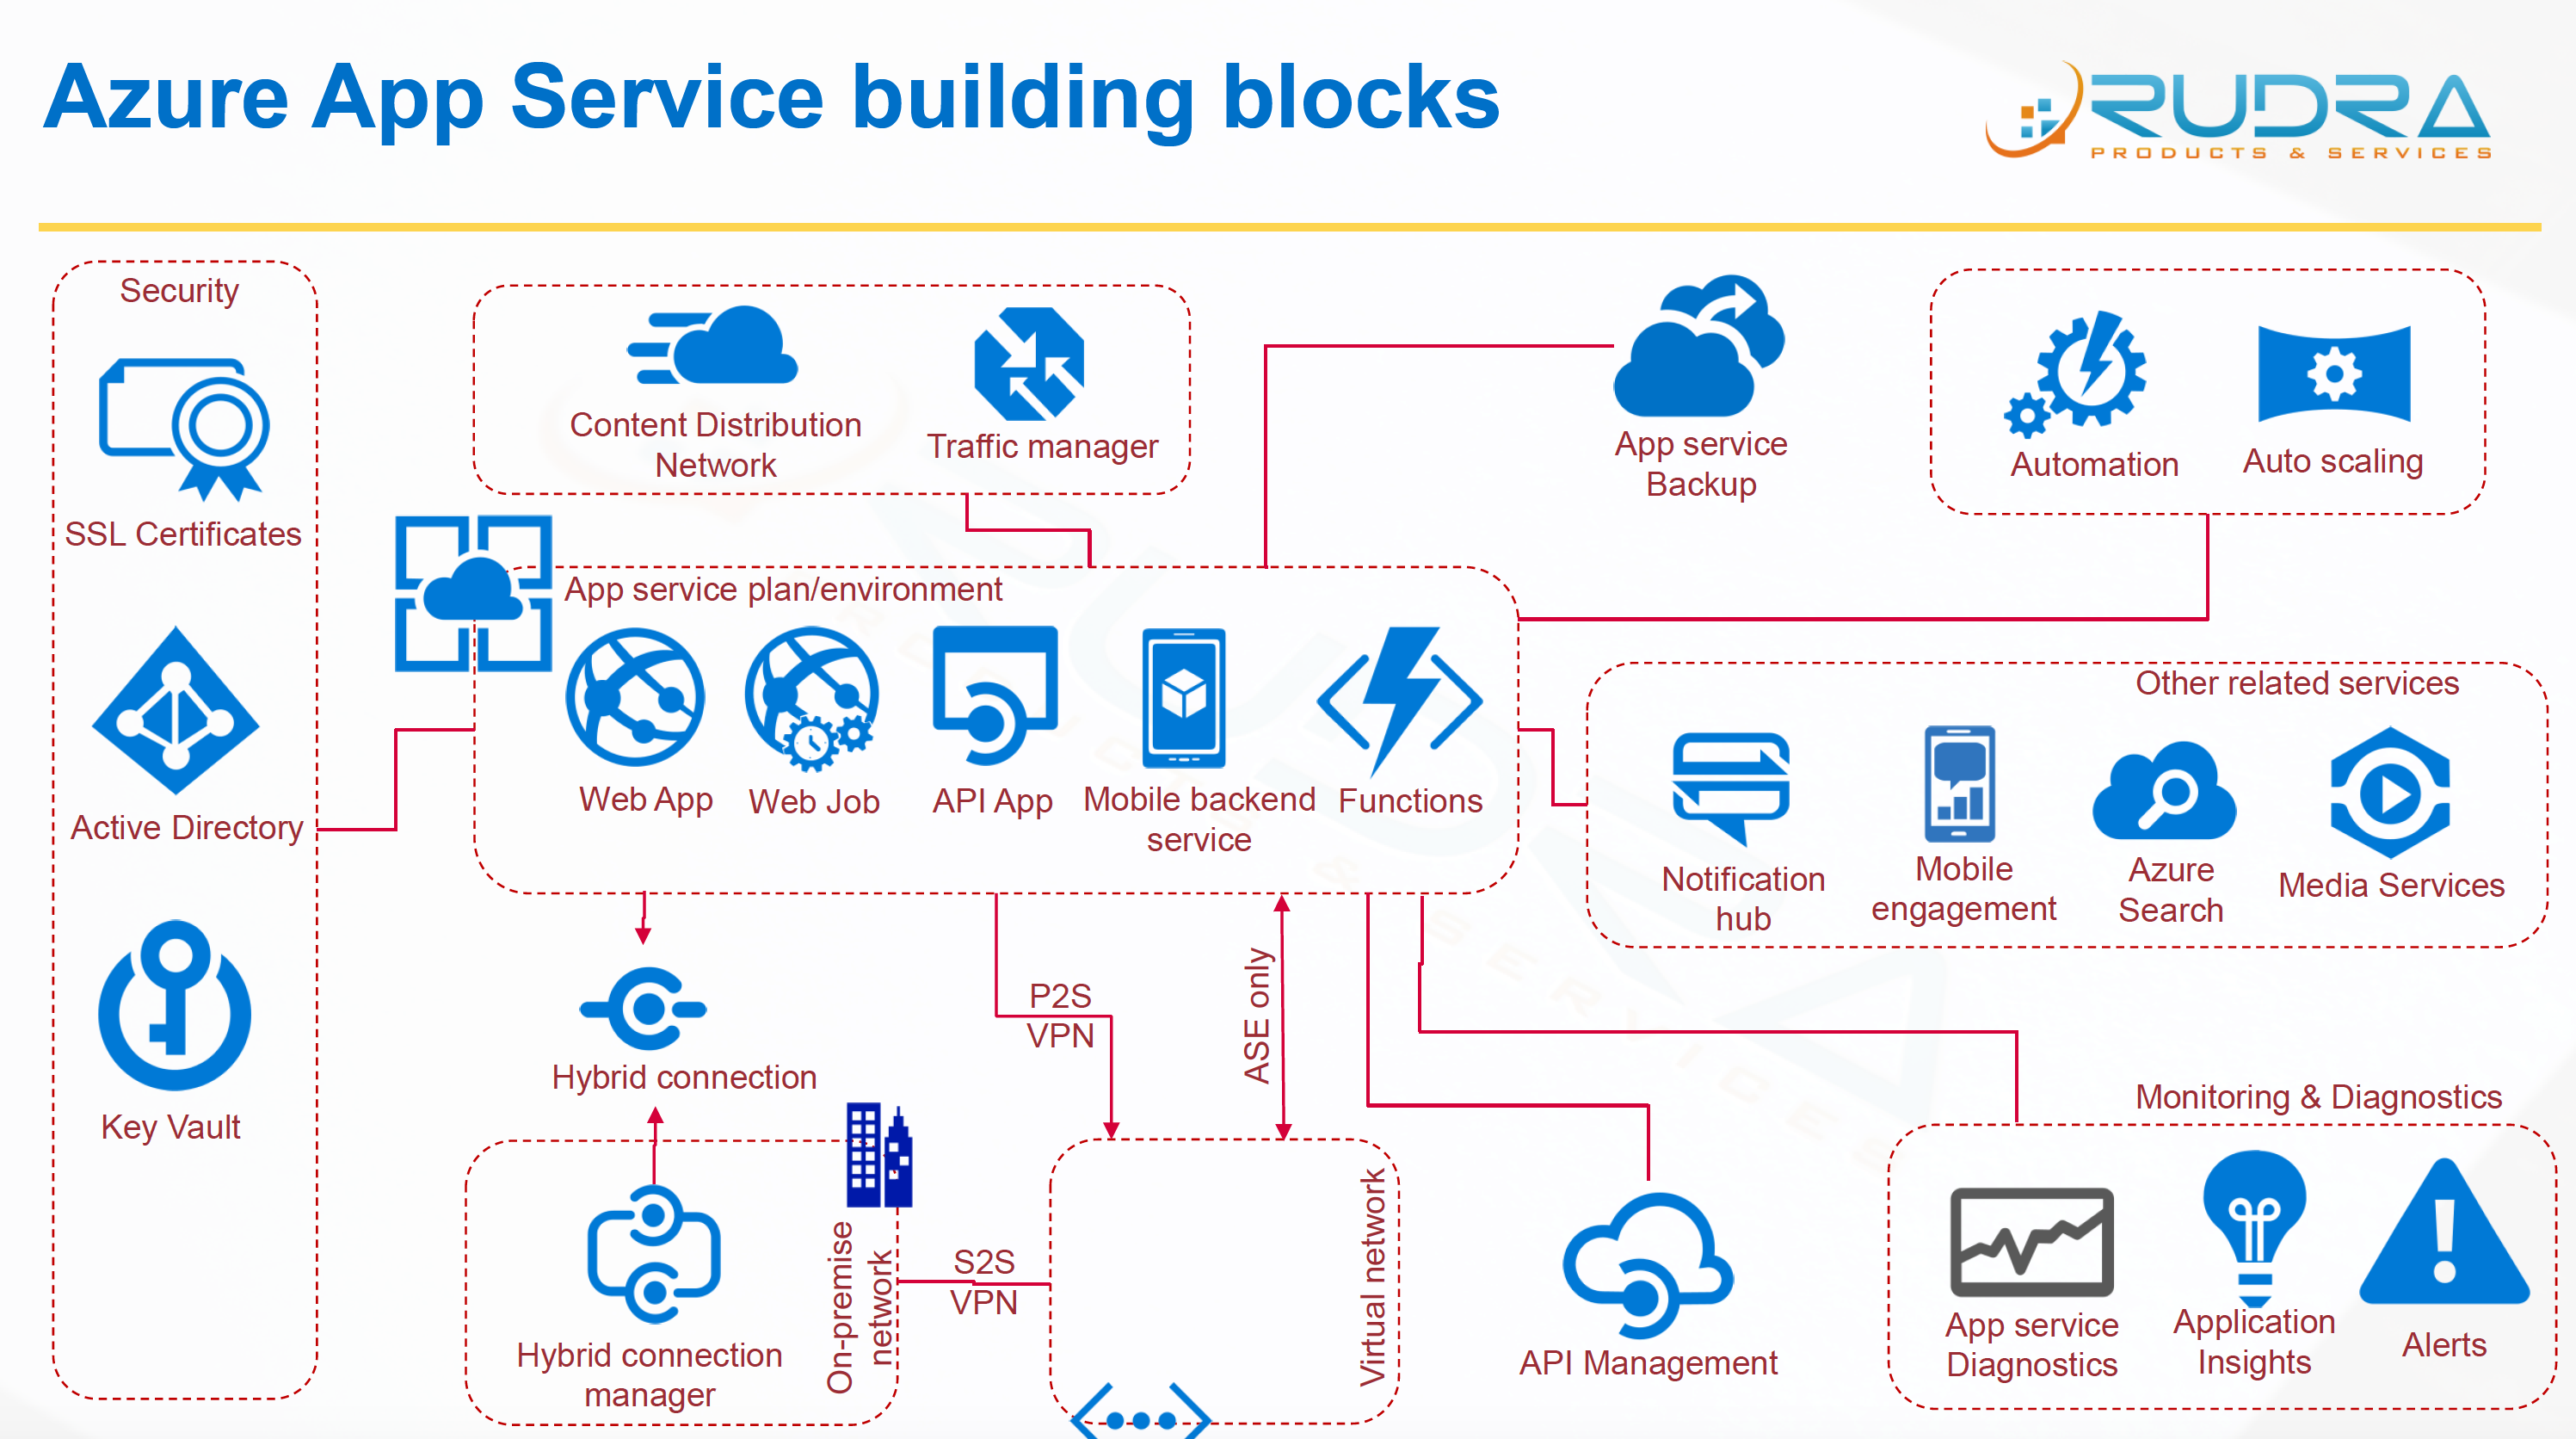 Azure App Service building blocks
RUDRA
PRODUCTS & SERVICES
Security
SSL Certificates
Active Directory
Key Vault
Content Distribution
Network
Traffic manager
App service
Backup
Automation
Auto scaling
App service plan/environment
Web App
Web Job
API App
Mobile backend
service
Functions
Other related services
Notification
hub
Mobile
engagement
Azure
Search
Media Services
Hybrid connection
P2S
VPN
ASE only
Hybrid connection
manager
On-premise
network
S2S
VPN
Virtual network
API Management
Monitoring & Diagnostics
App service
Diagnostics
Application
Insights
Alerts
RUDRA
PRODUCTS & SERVICES